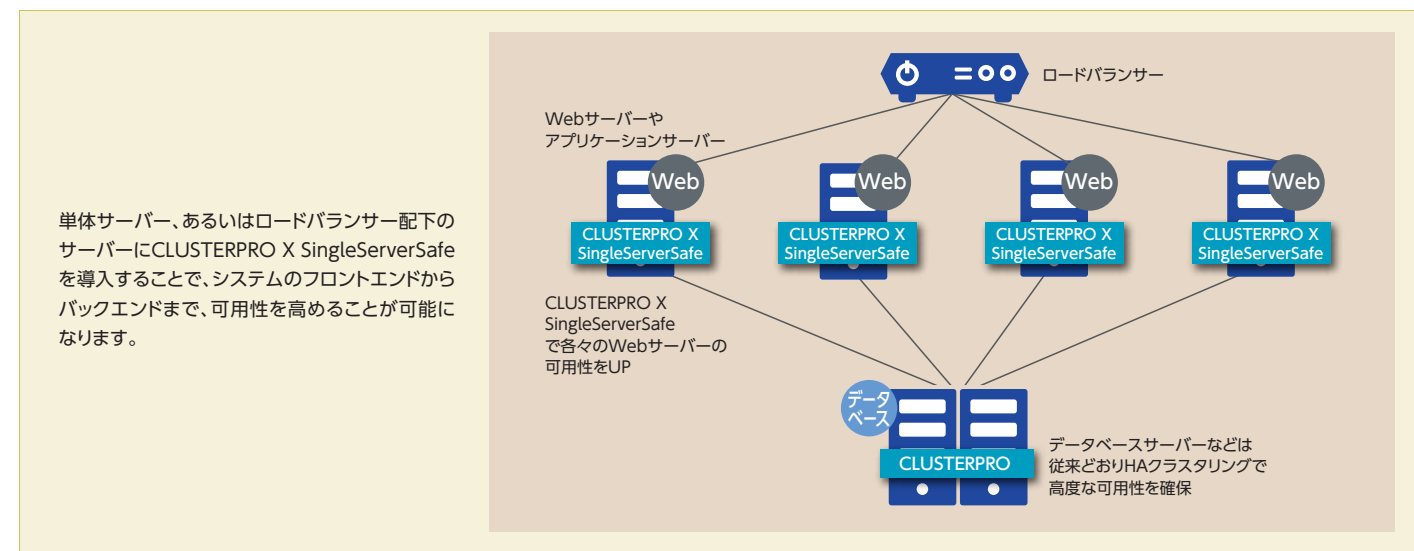 単体サーバー、あるいはロードバランサー配下の
サーバーにCLUSTERPRO X SingleServerSafe
を導入することで、システムのフロントエンドから
バックエンドまで、可用性を高めることが可能に
なります。
ロードバランサー
Webサーバーや
アプリケーションサーバー
Web
Web
Web
Web
CLUSTERPRO X
SingleServerSafe
CLUSTERPRO X
SingleServerSafe
CLUSTERPRO X
SingleServerSafe
CLUSTERPRO X
SingleServerSafe
CLUSTERPRO X
SingleServerSafe
で各々のWebサーバーの
可用性をUP
データ
ベース
CLUSTERPRO
データベースサーバーなどは
従来どおりHAクラスタリングで
高度な可用性を確保